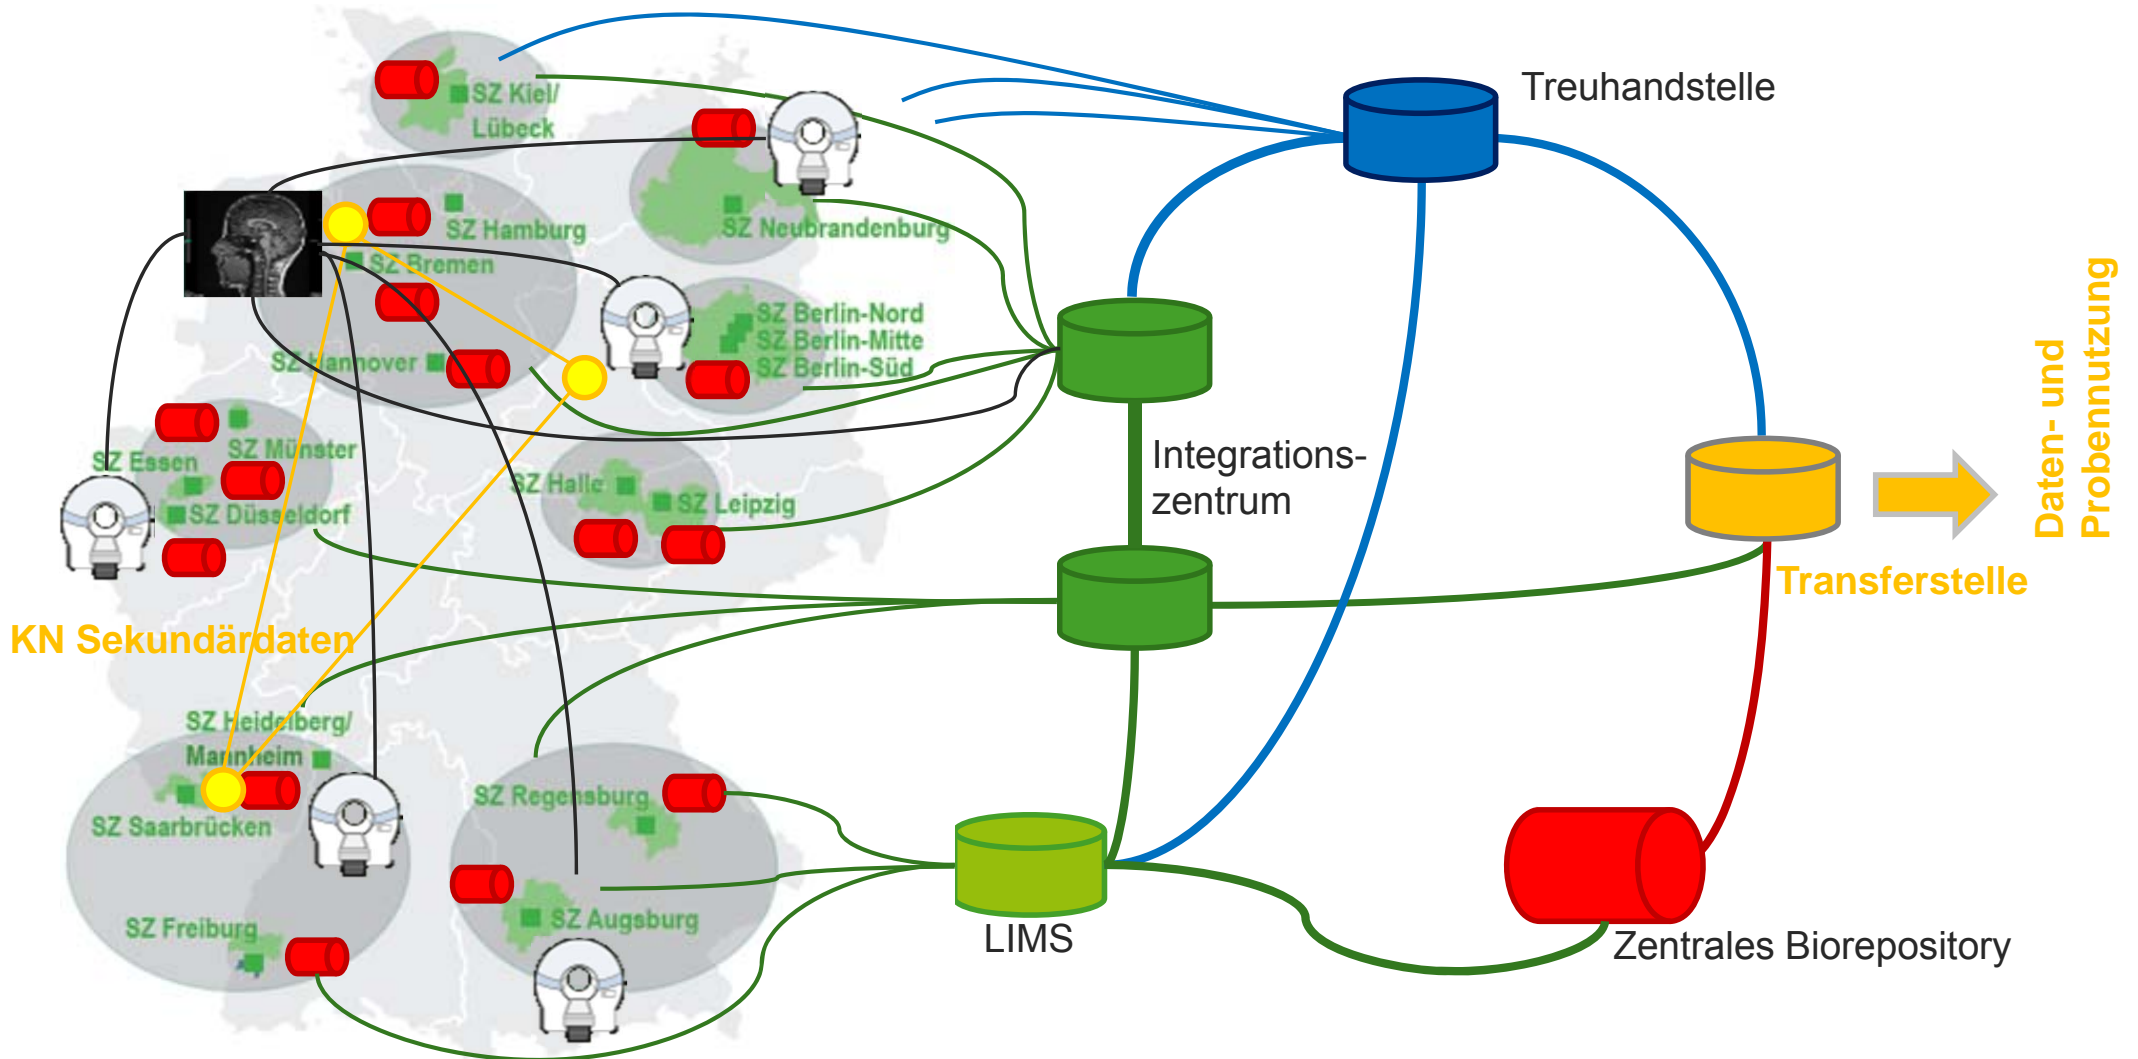 SZ Kiel/
Lübeck
SZ Hamburg
SZ Neubrandenburg
SZ Bremen
SZ Berlin-Nord
SZ Berlin-Mitte
SZ Berlin-Süd
SZ Hannover
SZ Münster
SZ Essen
SZ Düsseldorf
SZ Halle
SZ Leipzig
KN Sekundärdaten
SZ Heidelberg/
Mannheim
SZ Saarbrücken
SZ Regensburg
SZ Augsburg
SZ Freiburg
Treuhandstelle
Integrations-
zentrum
LIMS
Transferstelle
Daten- und
Probennutzung
Zentrales Biorepository